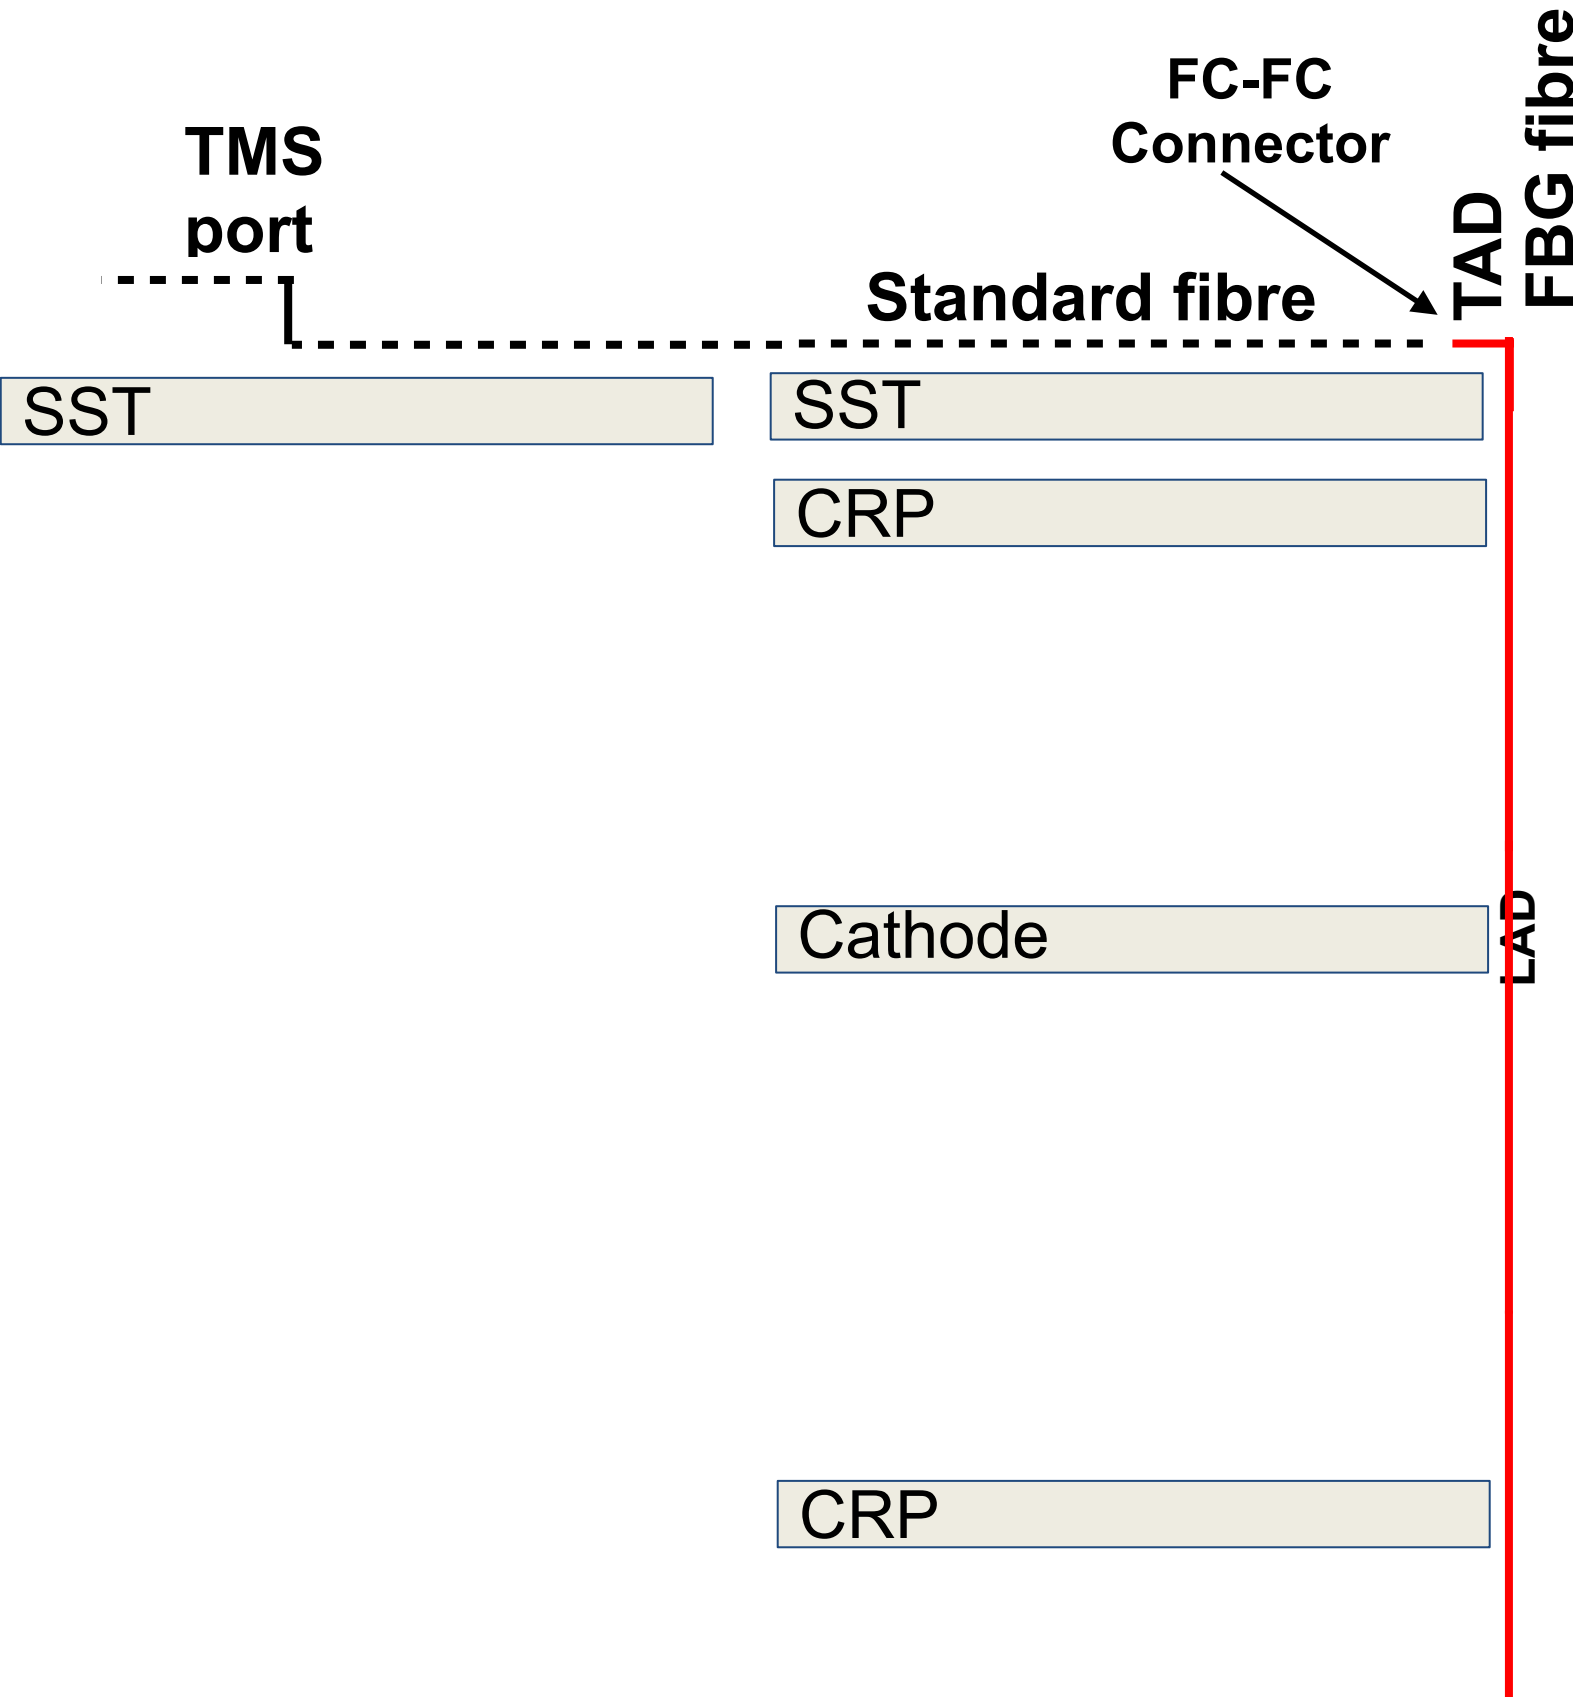 FC-FC
Connector
TMS
port
TAD
FBG fibre
Standard fibre
SST
SST
CRP
Cathode
LAD
CRP